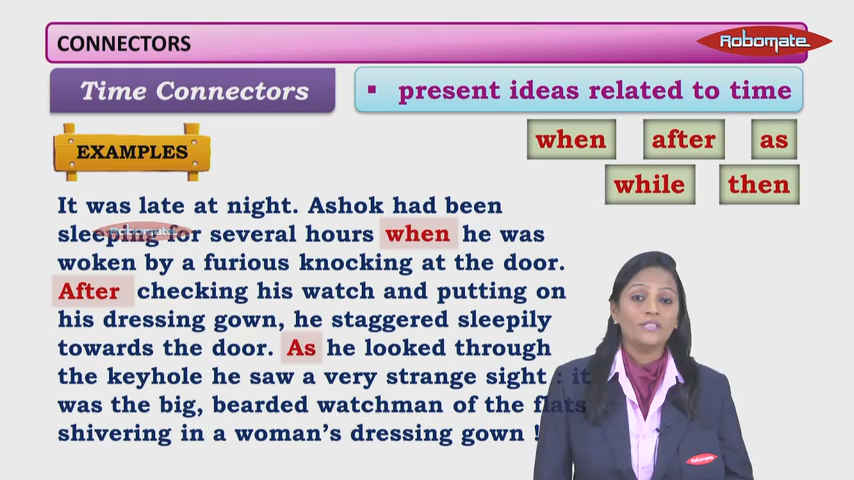 CONNECTORS
Robomate
Time Connectors
▪ present ideas related to time
EXAMPLES
when after as
while then
It was late at night. Ashok had been
sleeping for several hours when he was
woken by a furious knocking at the door.
After checking his watch and putting on
his dressing gown, he staggered sleepily
towards the door. As he looked through
the keyhole he saw a very strange sight : it
was the big, bearded watchman of the flats
shivering in a woman's dressing gown !
Robomate
Robomate